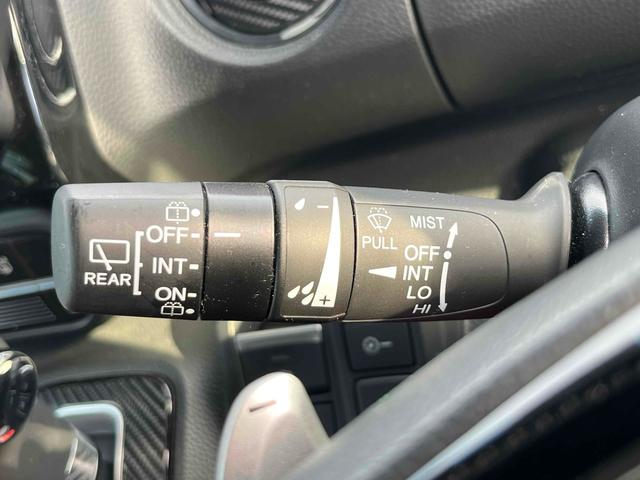 OFF
REAR
INT
ON
-
+
PULL
MIST
OFF
INT
LO
HI